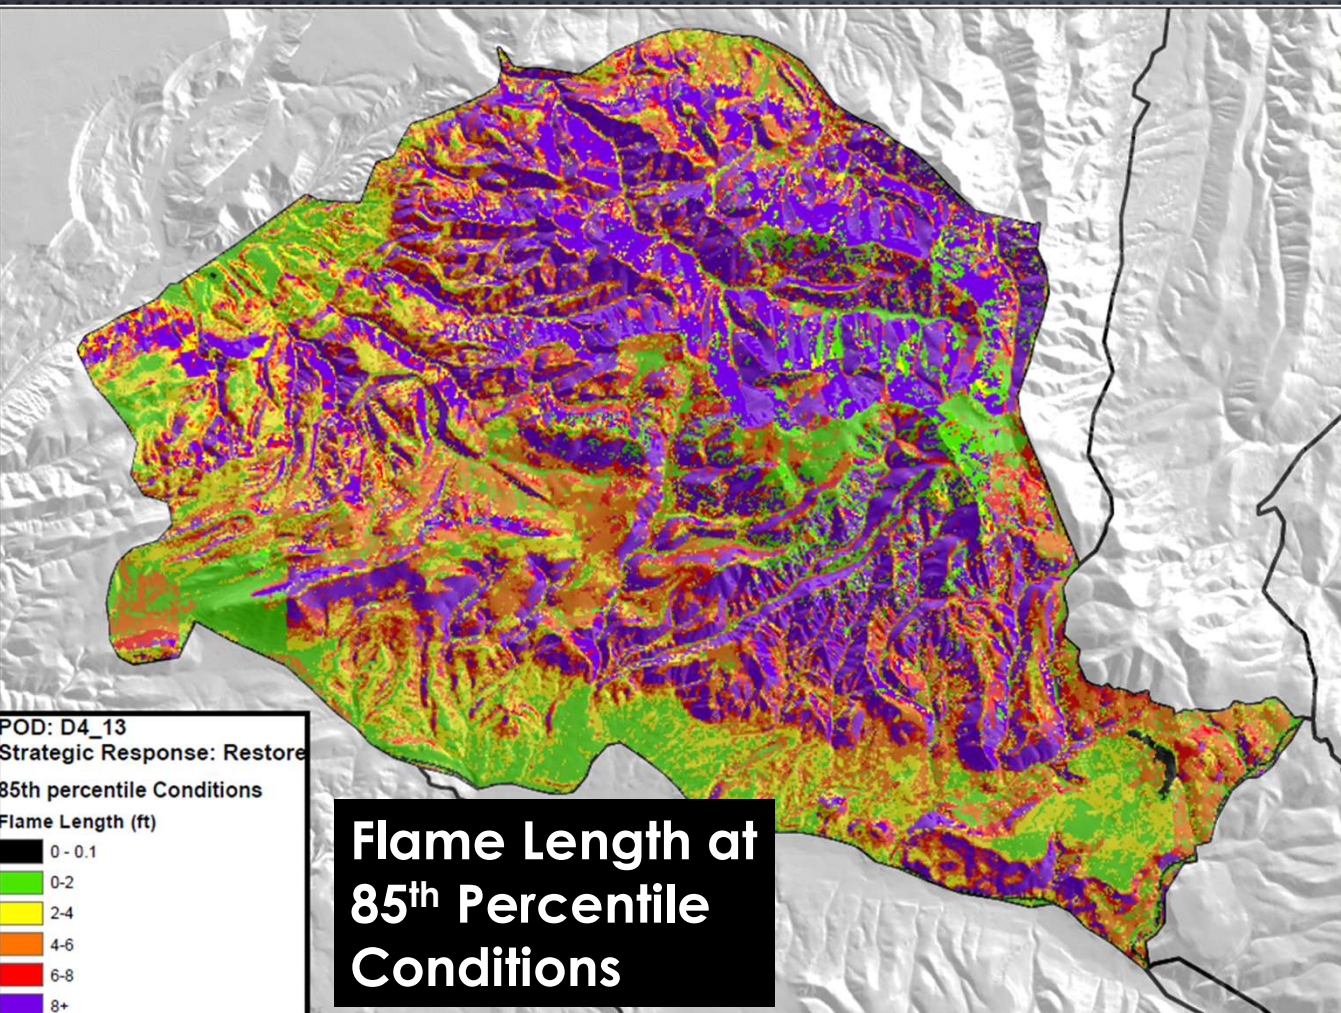 POD: D4_13
Strategic Response: Restore
85th percentile Conditions
Flame Length (ft)
0 - 0.1
0-2
2-4
4-6
6-8
8+
Flame Length at
85th Percentile
Conditions